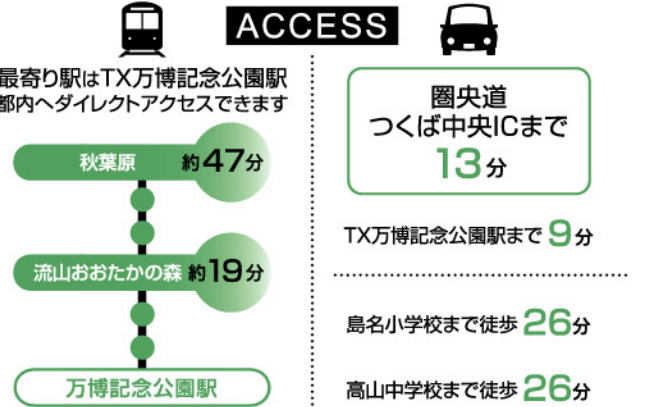 ACCESS
最寄り駅はTX万博記念公園駅
都内へダイレクトアクセスできます
秋葉原 約47分
流山おおたかの森 約19分
万博記念公園駅
圏央道
つくば中央ICまで
13分
TX万博記念公園駅まで 9分
島名小学校まで徒歩 26分
高山中学校まで徒歩 26分